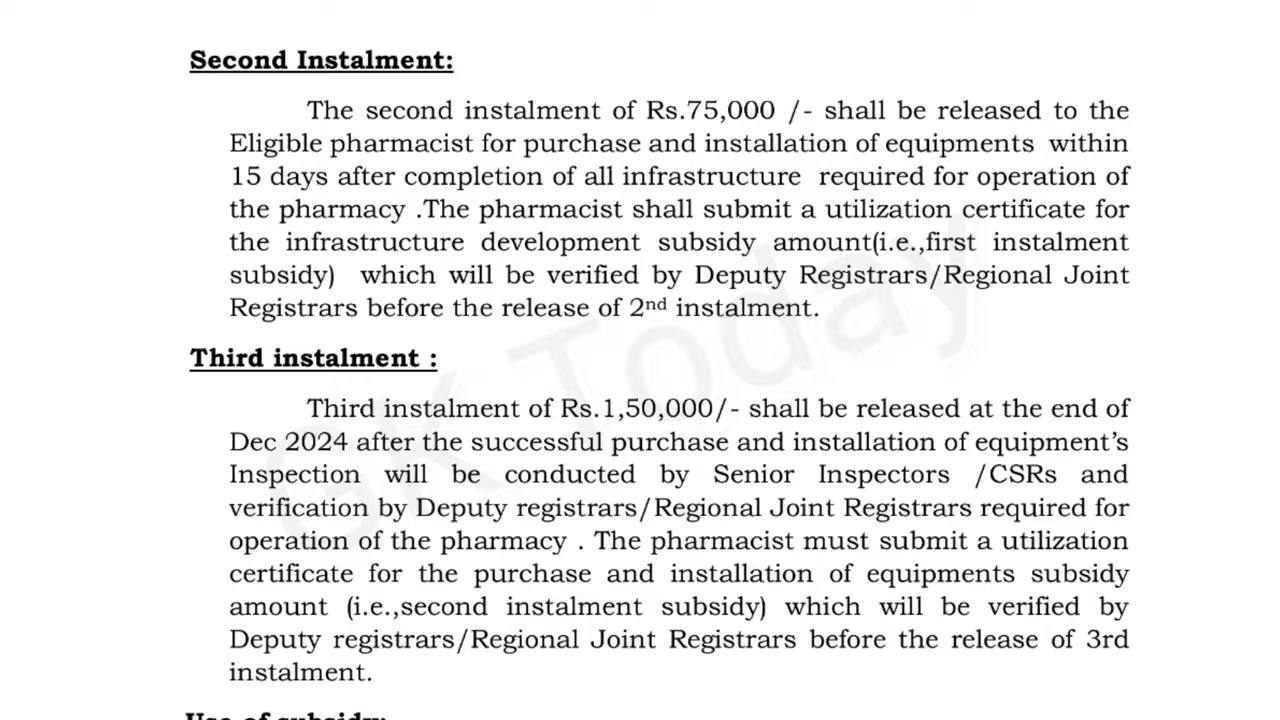 Second Instalment:
The second instalment of Rs.75,000 /- shall be released to the
Eligible pharmacist for purchase and installation of equipments within
15 days after completion of all infrastructure required for operation of
the pharmacy .The pharmacist shall submit a utilization certificate for
the infrastructure development subsidy amount(i.e.,first instalment
subsidy) which will be verified by Deputy Registrars/Regional Joint
Registrars before the release of 2nd instalment.
Third instalment :
Third instalment of Rs.1,50,000/- shall be released at the end of
Dec 2024 after the successful purchase and installation of equipment’s
Inspection will be conducted by Senior Inspectors /CSRs and
verification by Deputy registrars/Regional Joint Registrars required for
operation of the pharmacy . The pharmacist must submit a utilization
certificate for the purchase and installation of equipments subsidy
amount (i.e.,second instalment subsidy) which will be verified by
Deputy registrars/Regional Joint Registrars before the release of 3rd
instalment.
Use of subsidy:
GK Today